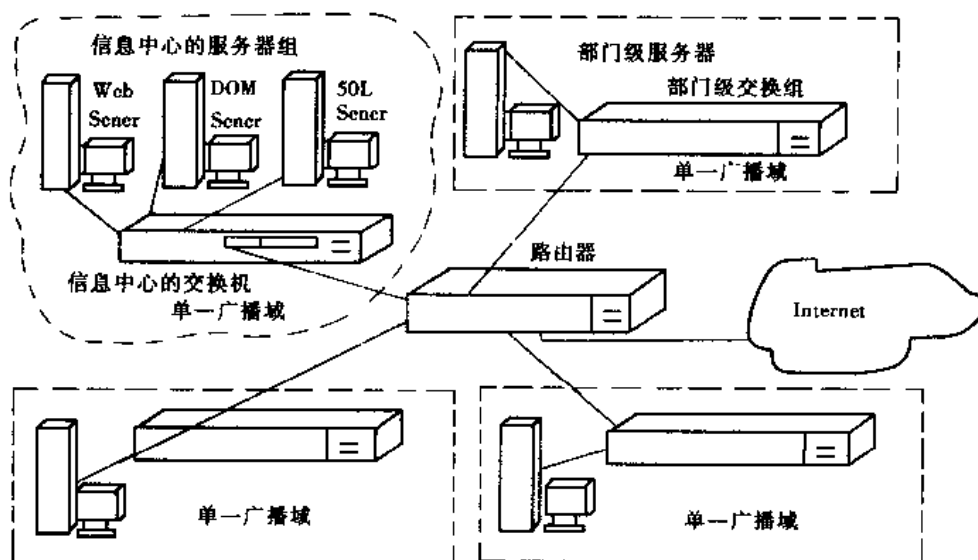 信息中心的服务器组
Web
Sener
DOM
Sener
50L
Sener
信息中心的交换机
单一广播域
部门级服务器
部门级交换组
单一广播域
路由器
Internet
单一广播域
单一广播域